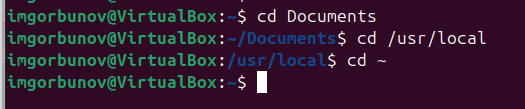 imgorbunov@VirtualBox:~$ cd Documents
imgorbunov@VirtualBox:~/Documents$ cd /usr/local
imgorbunov@VirtualBox:/usr/local$ cd ~
imgorbunov@VirtualBox:~$